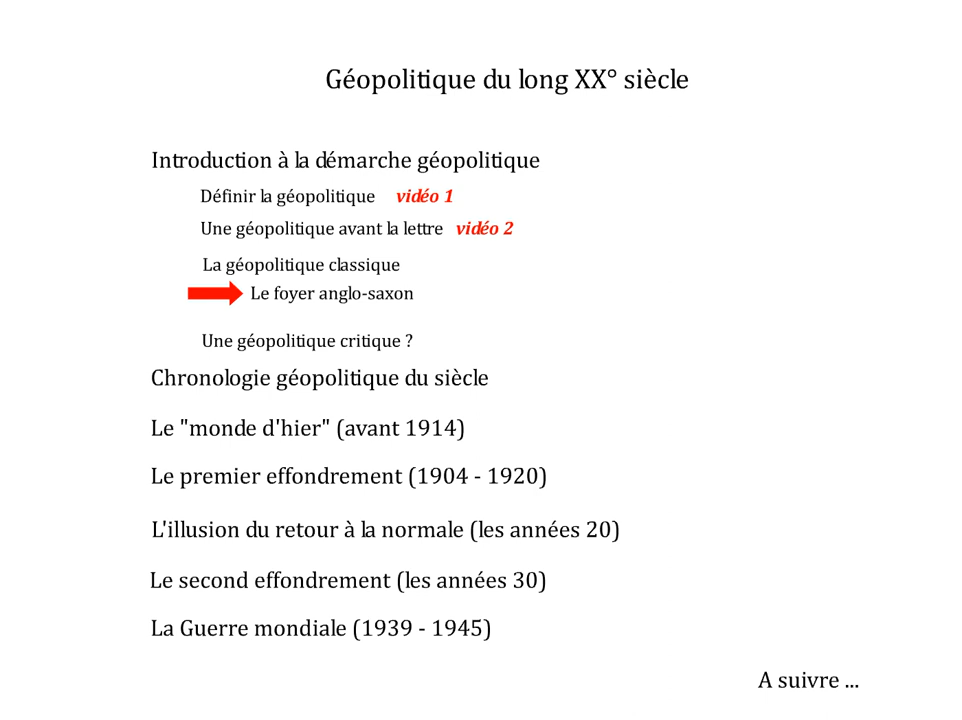 Géopolitique du long XX° siècle
Introduction à la démarche géopolitique
Définir la géopolitique vidéo 1
Une géopolitique avant la lettre vidéo 2
La géopolitique classique
Le foyer anglo-saxon
Une géopolitique critique ?
Chronologie géopolitique du siècle
Le "monde d'hier" (avant 1914)
Le premier effondrement (1904 - 1920)
L'illusion du retour à la normale (les années 20)
Le second effondrement (les années 30)
La Guerre mondiale (1939 - 1945)
A suivre ...